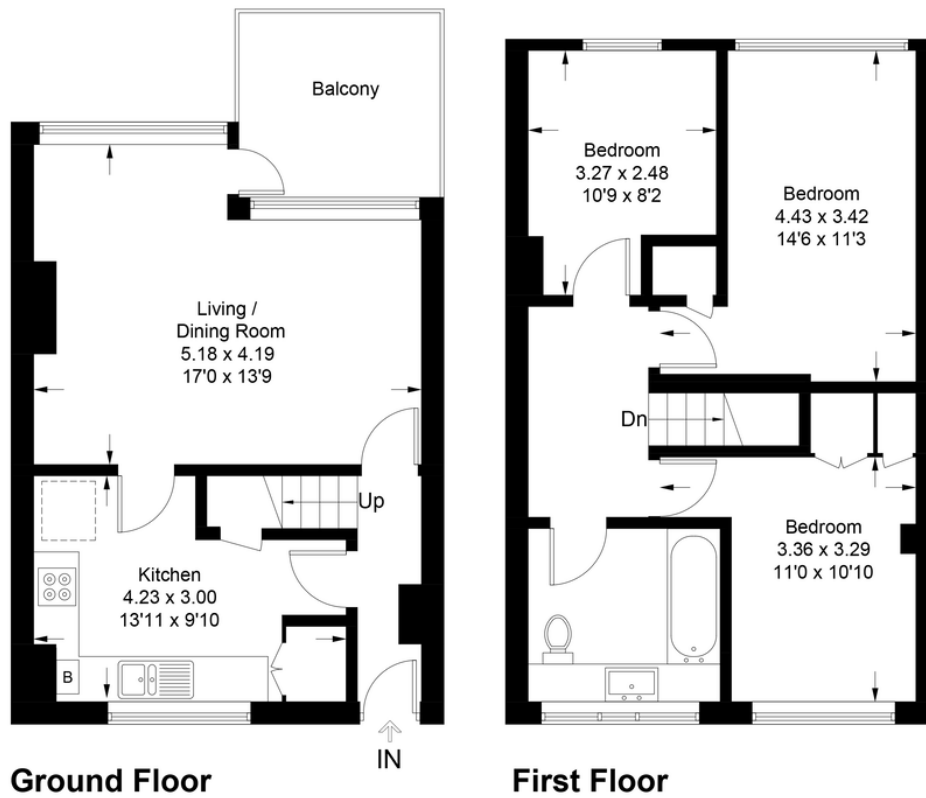 Balcony
Living /
Dining Room
5.18 x 4.19
17'0 x 13'9
Up
Kitchen
4.23 x 3.00
13'11 x 9'10
B
IN
Ground Floor
Bedroom
3.27 x 2.48
10'9 x 8'2
Bedroom
4.43 x 3.42
14'6 x 11'3
Dn
Bedroom
3.36 x 3.29
11'0 x 10'10
First Floor